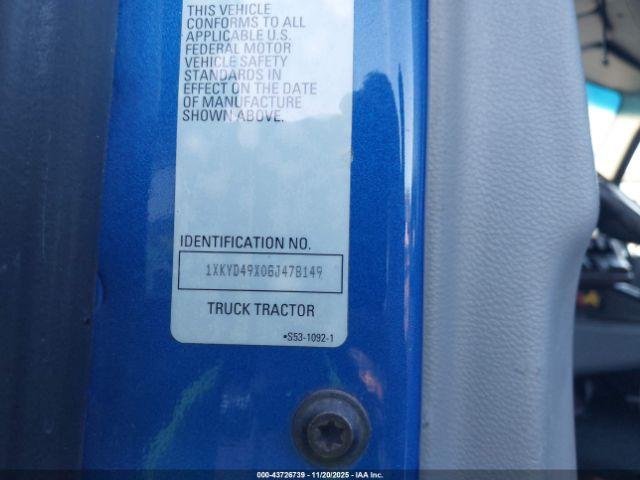 THIS VEHICLE
CONFORMS TO ALL
APPLICABLE U.S.
FEDERAL MOTOR
VEHICLE SAFETY
STANDARDS IN
EFFECT ON THE DATE
OF MANUFACTURE
SHOWN ABOVE.
IDENTIFICATION NO.
1XKYD49X0GJ478149
TRUCK TRACTOR
•S53-1092-1
000-43726739 - 11/20/2025 - IAA Inc.